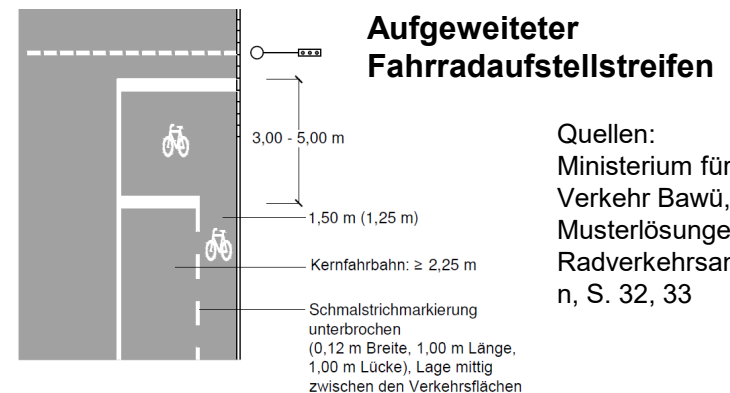 Aufgeweiteter
Fahrradaufstellstreifen
Quellen:
Ministerium für
Verkehr Bawü,
Musterlösunge
Radverkehrsar
n, S. 32, 33
3,00 - 5,00 m
1,50 m (1,25 m)
Kernfahrbahn: ≥ 2,25 m
Schmalstrichmarkierung
unterbrochen
(0,12 m Breite, 1,00 m Länge,
1,00 m Lücke), Lage mittig
zwischen den Verkehrsflächen